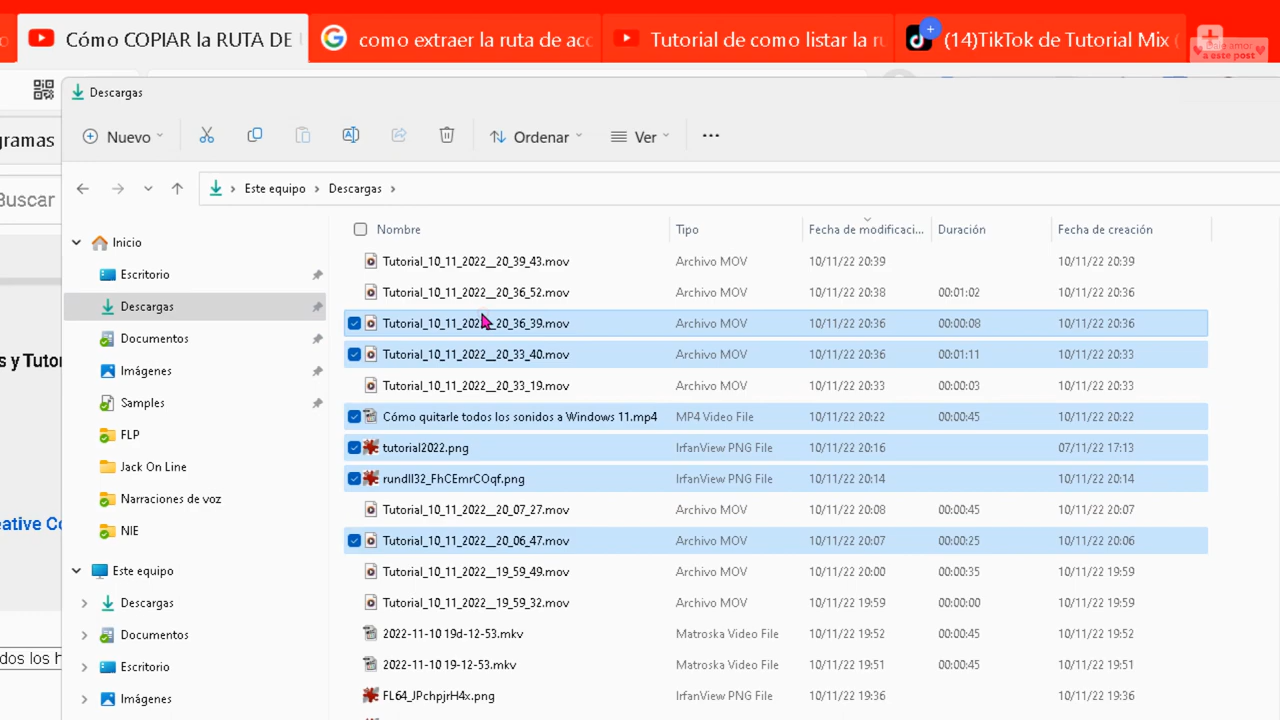 Cómo COPIAR la RUTA DE
como extraer la ruta de acc
Tutorial de como listar la ru
(14)TikTok de Tutorial Mix (
Dale amor
a este post
Descargas
gramas
Nuevo
Ordenar
Ver
Buscar
Este equipo > Descargas >
Nombre Tipo Fecha de modificaci... Duración Fecha de creación
Inicio
Escritorio
Descargas
Documentos
Imágenes
Samples
FLP
Jack On Line
Narraciones de voz
NIE
Este equipo
Descargas
Documentos
Escritorio
Imágenes
s y Tutor
eative Co
dos los h
Tutorial_10_11_2022__20_39_43.mov Archivo MOV 10/11/22 20:39 10/11/22 20:39
Tutorial_10_11_2022__20_36_52.mov Archivo MOV 10/11/22 20:38 00:01:02 10/11/22 20:36
Tutorial_10_11_2022__20_36_39.mov Archivo MOV 10/11/22 20:36 00:00:08 10/11/22 20:36
Tutorial_10_11_2022__20_33_40.mov Archivo MOV 10/11/22 20:36 00:01:11 10/11/22 20:33
Tutorial_10_11_2022__20_33_19.mov Archivo MOV 10/11/22 20:33 00:00:03 10/11/22 20:33
Cómo quitarle todos los sonidos a Windows 11.mp4 MP4 Video File 10/11/22 20:22 00:00:45 10/11/22 20:22
tutorial2022.png IrfanView PNG File 10/11/22 20:16 07/11/22 17:13
rundll32_FhCEmrCOqf.png IrfanView PNG File 10/11/22 20:14 10/11/22 20:14
Tutorial_10_11_2022__20_07_27.mov Archivo MOV 10/11/22 20:08 00:00:45 10/11/22 20:07
Tutorial_10_11_2022__20_06_47.mov Archivo MOV 10/11/22 20:07 00:00:25 10/11/22 20:06
Tutorial_10_11_2022__19_59_49.mov Archivo MOV 10/11/22 20:00 00:00:35 10/11/22 19:59
Tutorial_10_11_2022__19_59_32.mov Archivo MOV 10/11/22 19:59 00:00:00 10/11/22 19:59
2022-11-10 19d-12-53.mkv Matroska Video File 10/11/22 19:52 00:00:45 10/11/22 19:52
2022-11-10 19-12-53.mkv Matroska Video File 10/11/22 19:51 00:00:45 10/11/22 19:51
FL64_JPchpjrH4x.png IrfanView PNG File 10/11/22 19:36 10/11/22 19:36